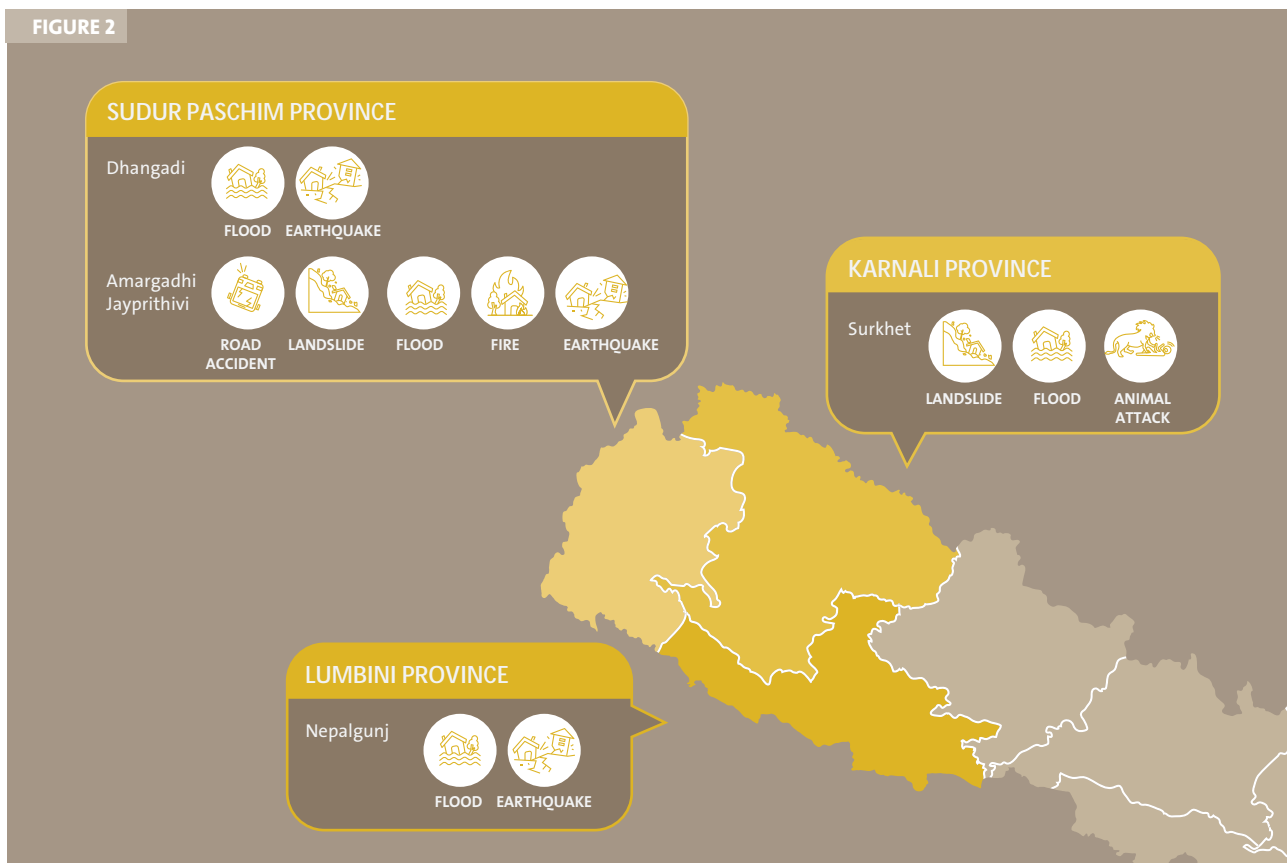 FIGURE 2
SUDUR PASCHIM PROVINCE
Dhangadi
FLOOD EARTHQUAKE
Amargadhi
Jayprithivi
ROAD
ACCIDENT
LANDSLIDE
FLOOD
FIRE
EARTHQUAKE
KARNALI PROVINCE
Surkhet
LANDSLIDE
FLOOD
ANIMAL
ATTACK
LUMBINI PROVINCE
Nepalgunj
FLOOD EARTHQUAKE